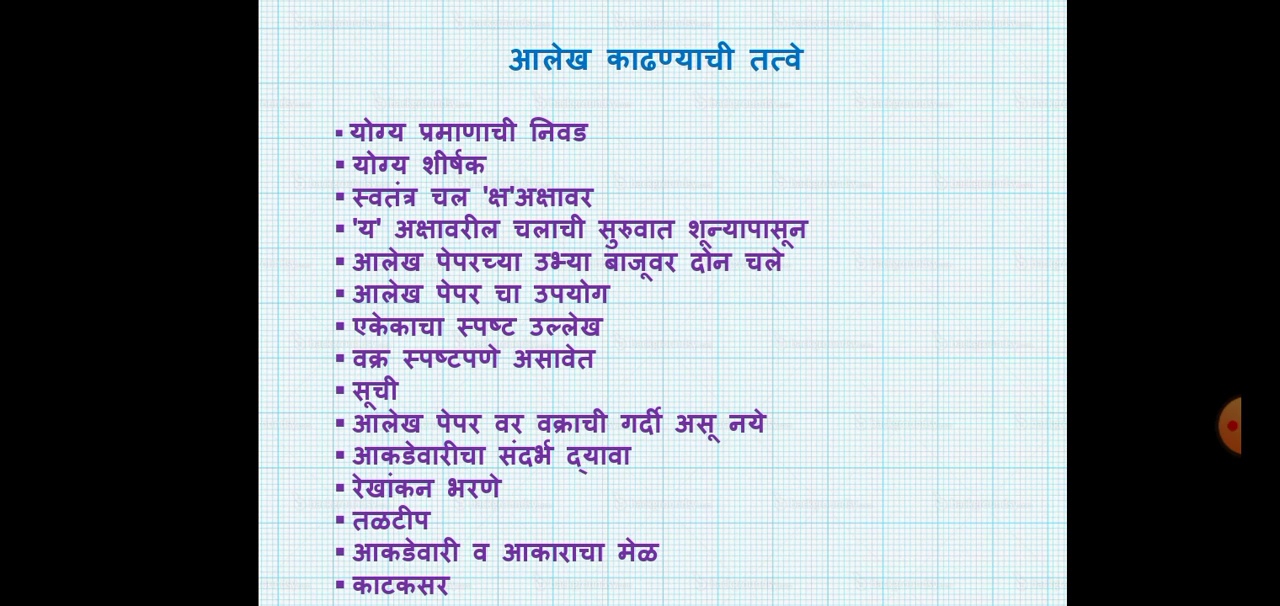 आलेख काढण्याची तत्वे
▪ योग्य प्रमाणाची निवड
▪ योग्य शीर्षक
▪ स्वतंत्र चल 'क्ष'अक्षावर
▪ 'य' अक्षावरील चलाची सुरुवात शून्यापासून
▪ आलेख पेपरच्या उभ्या बाजूवर दोन चले
▪ आलेख पेपर चा उपयोग
▪ एकेकाचा स्पष्ट उल्लेख
▪ वक्र स्पष्टपणे असावेत
▪ सूची
▪ आलेख पेपर वर वक्राची गर्दी असू नये
▪ आकडेवारीचा संदर्भ द्‌यावा
▪ रेखांकन भरणे
▪ तळटीप
▪ आकडेवारी व आकाराचा मेळ
▪ काटकसर